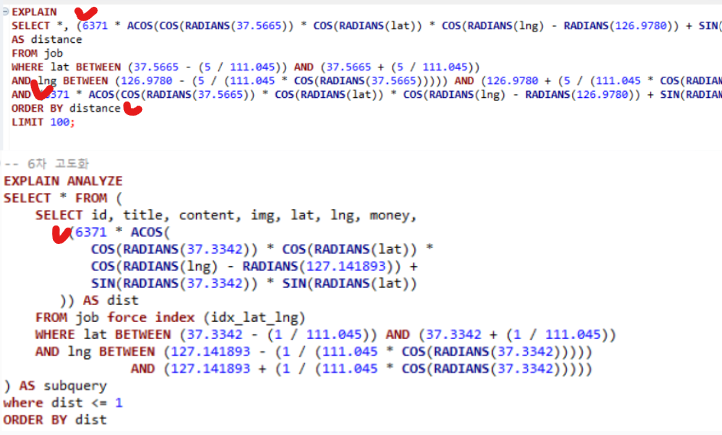 EXPLAIN
SELECT *, (6371 * ACOS(COS(RADIANS(37.5665)) * COS(RADIANS(lat)) * COS(RADIANS(lng) - RADIANS(126.9780)) + SIN(RADIAN
AS distance
FROM job
WHERE lat BETWEEN (37.5665 - (5 / 111.045)) AND (37.5665 + (5 / 111.045))
AND lng BETWEEN (126.9780 - (5 / (111.045 * COS(RADIANS(37.5665))))) AND (126.9780 + (5 / (111.045 * COS(RADIAN
AND 6371 * ACOS(COS(RADIANS(37.5665)) * COS(RADIANS(lat)) * COS(RADIANS(lng) - RADIANS(126.9780)) + SIN(RADIAN
ORDER BY distance
LIMIT 100;
-- 6차 고도화
EXPLAIN ANALYZE
SELECT * FROM (
SELECT id, title, content, img, lat, lng, money,
(6371 * ACOS(
COS(RADIANS(37.3342)) * COS(RADIANS(lat)) *
COS(RADIANS(lng) - RADIANS(127.141893)) +
SIN(RADIANS(37.3342)) * SIN(RADIANS(lat))
)) AS dist
FROM job force index (idx_lat_lng)
WHERE lat BETWEEN (37.3342 - (1 / 111.045)) AND (37.3342 + (1 / 111.045))
AND lng BETWEEN (127.141893 - (1 / (111.045 * COS(RADIANS(37.3342)))))
AND (127.141893 + (1 / (111.045 * COS(RADIANS(37.3342)))))
) AS subquery
where dist <= 1
ORDER BY dist